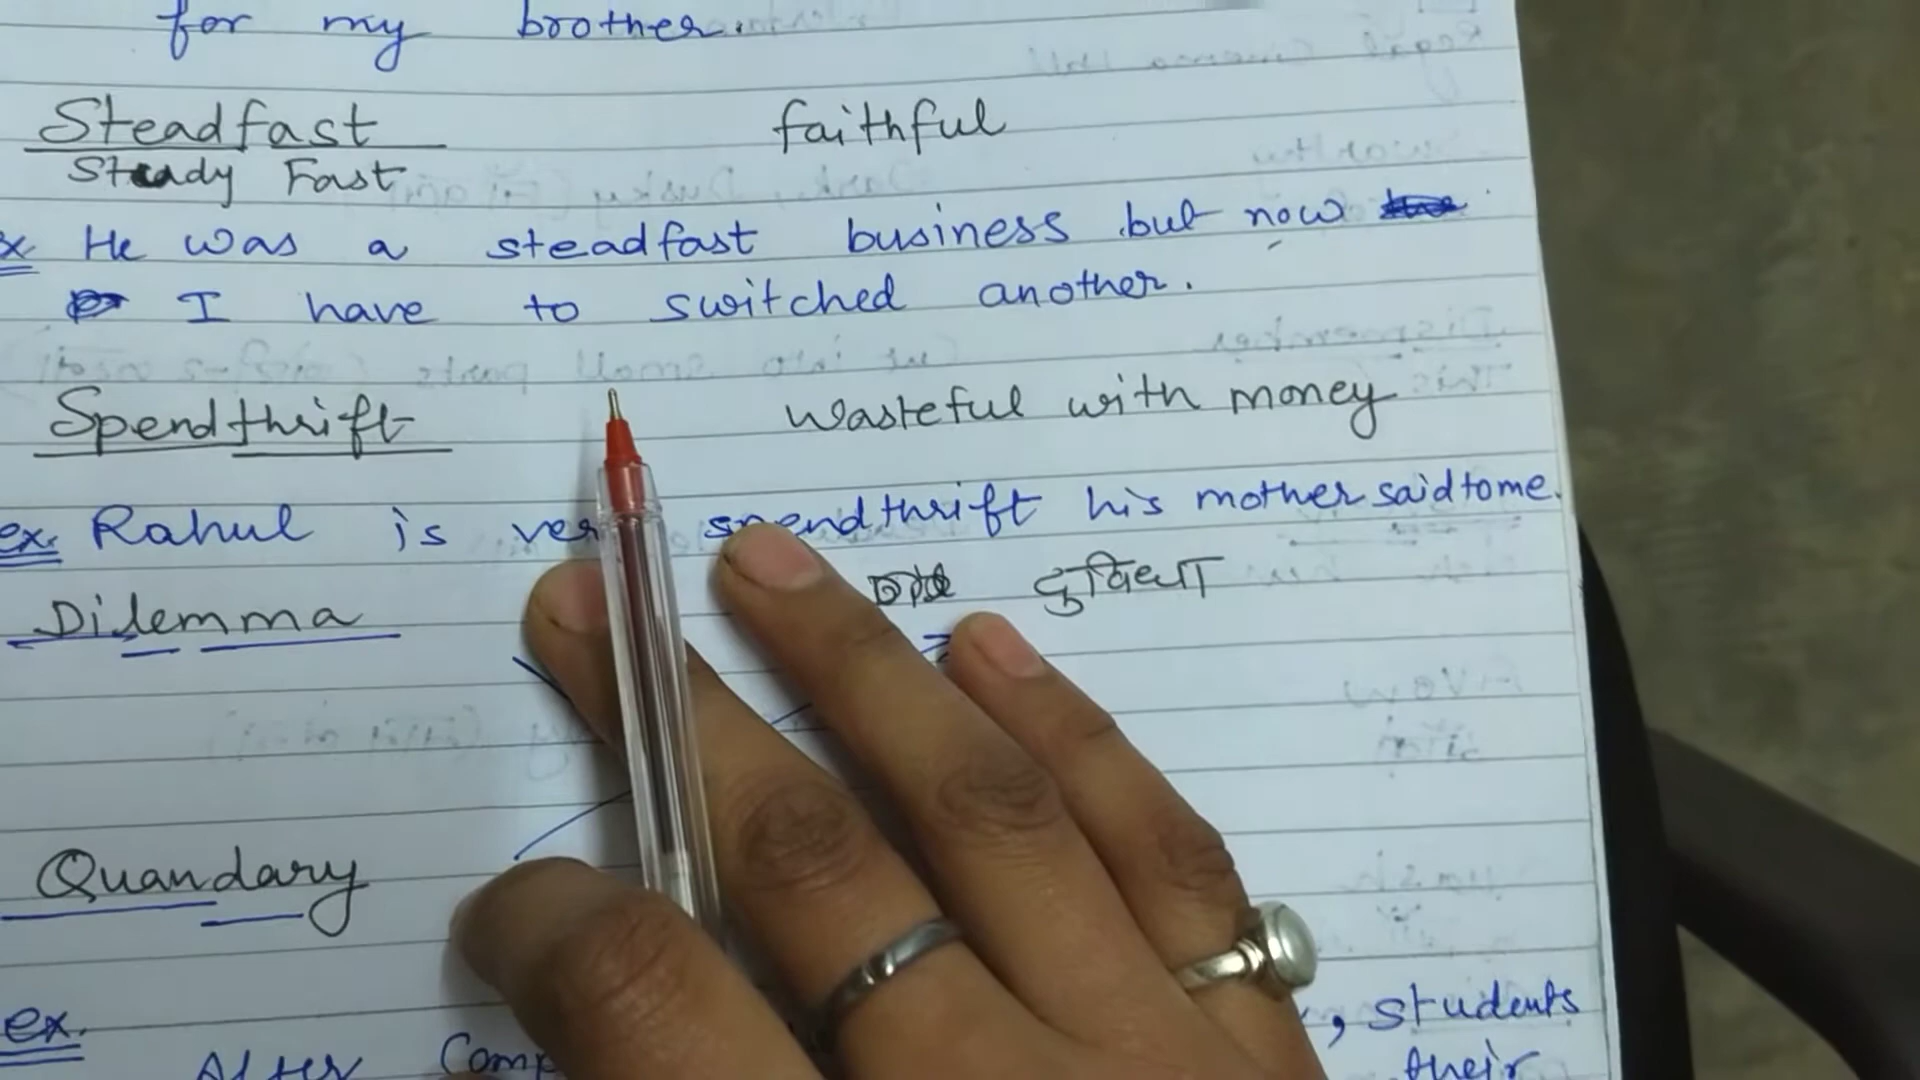 for my brother.
Steadfast faithful
Steady Fast
ex He was a steadfast business but now
I have to switched another.
Spendthrift Wasteful with money
ex. Rahul is spendthrift his mother said to me.
Dilemma दुविधा
Quandary
ex. , students
After their